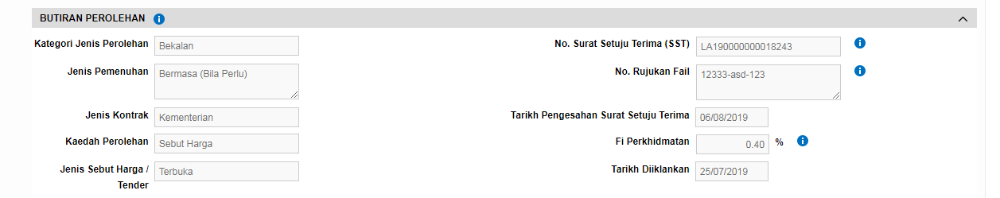 BUTIRAN PEROLEHAN
Kategori Jenis Perolehan Bekalan
No. Surat Setuju Terima (SST) LA190000000018243
Jenis Pemenuhan Bermasa (Bila Perlu)
No. Rujukan Fail 12333-asd-123
Jenis Kontrak Kementerian
Tarikh Pengesahan Surat Setuju Terima 06/08/2019
Kaedah Perolehan Sebut Harga
Fi Perkhidmatan 0.40 %
Jenis Sebut Harga / Terbuka
Tender
Tarikh Diiklankan 25/07/2019